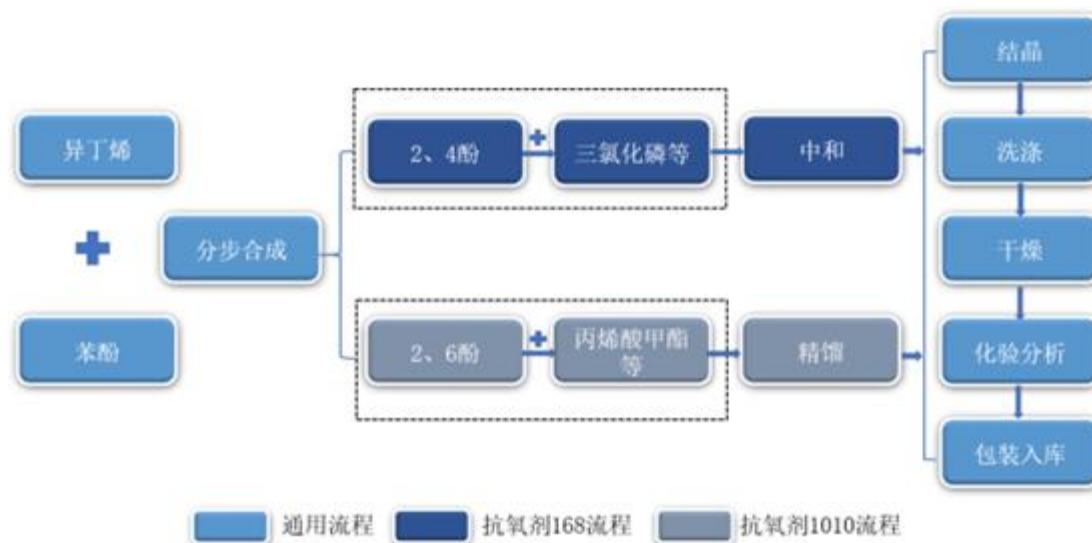 异丁烯
苯酚
分步合成
2、4酚
三氯化磷等
中和
2、6酚
丙烯酸甲酯
等
精馏
结晶
洗涤
干燥
化验分析
包装入库
通用流程
抗氧剂168流程
抗氧剂1010流程